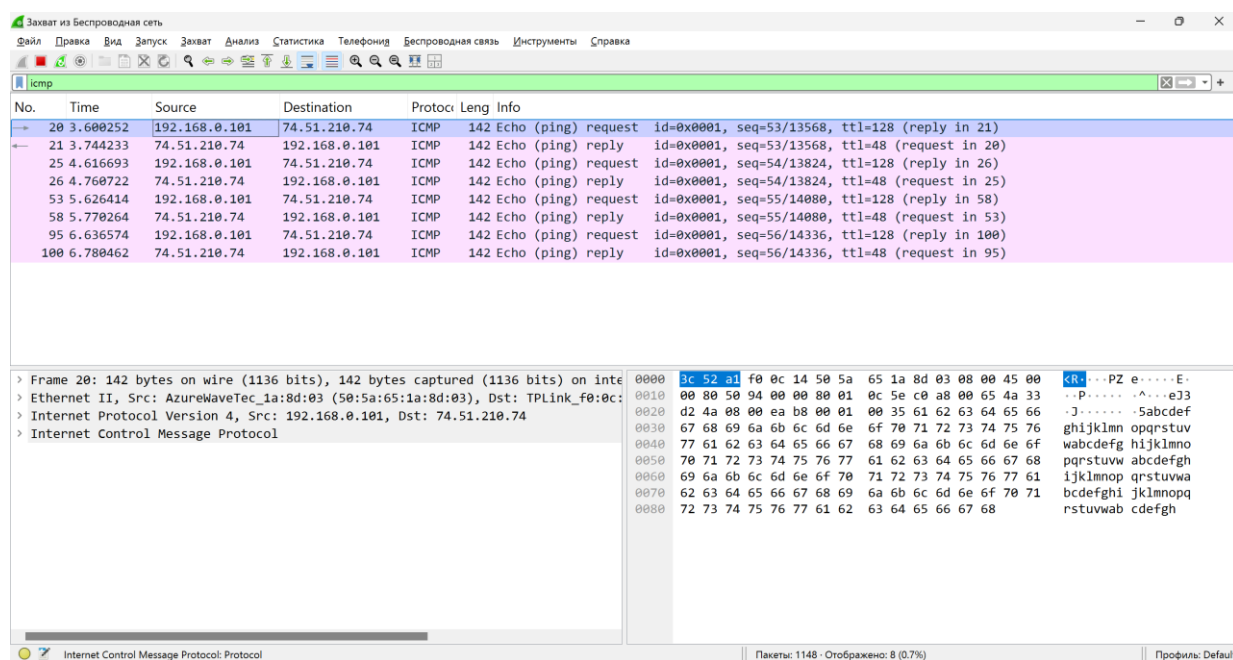 Захват из Беспроводная сеть
Файл Правка Вид Запуск Захват Анализ Статистика Телефония Беспроводная связь Инструменты Справка
icmp
No. Time Source Destination Protoc Leng Info
20 3.600252 192.168.0.101 74.51.210.74 ICMP 142 Echo (ping) request id=0x0001, seq=53/13568, ttl=128 (reply in 21)
21 3.744233 74.51.210.74 192.168.0.101 ICMP 142 Echo (ping) reply id=0x0001, seq=53/13568, ttl=48 (request in 20)
25 4.616693 192.168.0.101 74.51.210.74 ICMP 142 Echo (ping) request id=0x0001, seq=54/13824, ttl=128 (reply in 26)
26 4.760722 74.51.210.74 192.168.0.101 ICMP 142 Echo (ping) reply id=0x0001, seq=54/13824, ttl=48 (request in 25)
53 5.626414 192.168.0.101 74.51.210.74 ICMP 142 Echo (ping) request id=0x0001, seq=55/14080, ttl=128 (reply in 58)
58 5.770264 74.51.210.74 192.168.0.101 ICMP 142 Echo (ping) reply id=0x0001, seq=55/14080, ttl=48 (request in 53)
95 6.636574 192.168.0.101 74.51.210.74 ICMP 142 Echo (ping) request id=0x0001, seq=56/14336, ttl=128 (reply in 100)
100 6.780462 74.51.210.74 192.168.0.101 ICMP 142 Echo (ping) reply id=0x0001, seq=56/14336, ttl=48 (request in 95)
> Frame 20: 142 bytes on wire (1136 bits), 142 bytes captured (1136 bits) on inte
> Ethernet II, Src: AzureWaveTec_1a:8d:03 (50:5a:65:1a:8d:03), Dst: TPLink_f0:0c:
> Internet Protocol Version 4, Src: 192.168.0.101, Dst: 74.51.210.74
> Internet Control Message Protocol
0000 3c 52 a1 f0 0c 14 50 5a 65 1a 8d 03 08 00 45 00 <R····PZ e·····E·
0010 00 80 50 94 00 00 80 01 0c 5e c0 a8 00 65 4a 33 ··P····· ·^···eJ3
0020 d2 4a 08 00 ea b8 00 01 00 35 61 62 63 64 65 66 ·J······ ·5abcdef
0030 67 68 69 6a 6b 6c 6d 6e 6f 70 71 72 73 74 75 76 ghijklmn opqrstuv
0040 77 61 62 63 64 65 66 67 68 69 6a 6b 6c 6d 6e 6f wabcdefg hijklmno
0050 70 71 72 73 74 75 76 77 61 62 63 64 65 66 67 68 pqrstuvw abcdefgh
0060 69 6a 6b 6c 6d 6e 6f 70 71 72 73 74 75 76 77 61 ijklmnop qrstuvwa
0070 62 63 64 65 66 67 68 69 6a 6b 6c 6d 6e 6f 70 71 bcdefghi jklmnopq
0080 72 73 74 75 76 77 61 62 63 64 65 66 67 68 rstuvwab cdefgh
Internet Control Message Protocol: Protocol Пакеты: 1148 · Отображено: 8 (0.7%) Профиль: Defaul